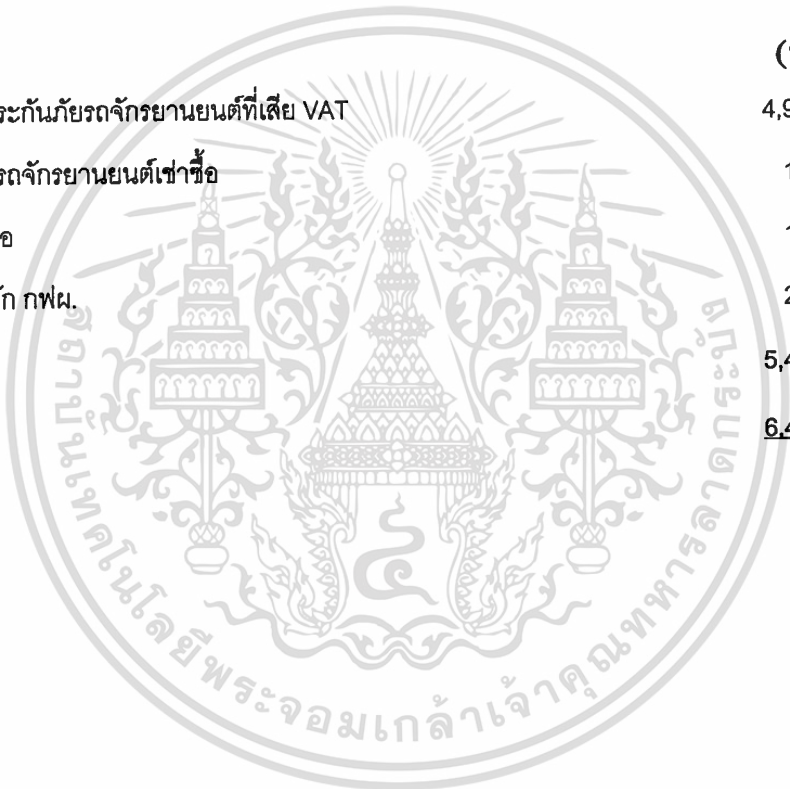 (
ระกันภัยรถจักรยานยนต์ที่เสีย VAT 4,9
รถจักรยานยนต์เช่าซื้อ 1
อ 1
ัก กฟผ. 2
5,4
6,4
สถาบันเทคโนโลยีพระจอมเกล้าเจ้าคุณทหารลาดกระบัง